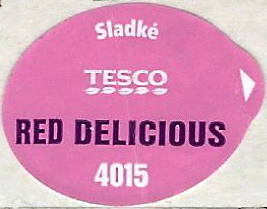 Sladké
TESCO
RED DELICIOUS
4015